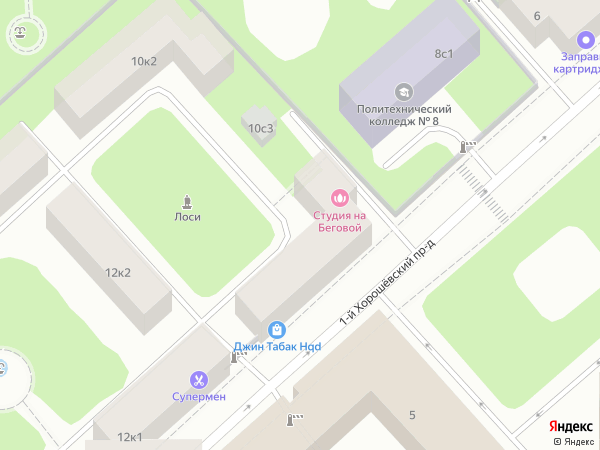 6
8с1
Заправи
картридж
10к2
Политехнический
колледж № 8
10с3
Лоси
Студия на
Беговой
12к2
1-й Хорошёвский пр-д
Джин Табак Hqd
Супермен
12к1
5
Яндекс
© Яндекс